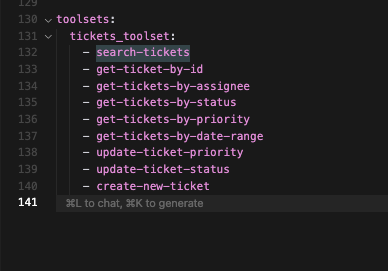 129
130 toolsets:
131 tickets_toolset:
132 - search-tickets
133 - get-ticket-by-id
134 - get-tickets-by-assignee
135 - get-tickets-by-status
136 - get-tickets-by-priority
137 - get-tickets-by-date-range
138 - update-ticket-priority
139 - update-ticket-status
140 - create-new-ticket
141 ⌘L to chat, ⌘K to generate